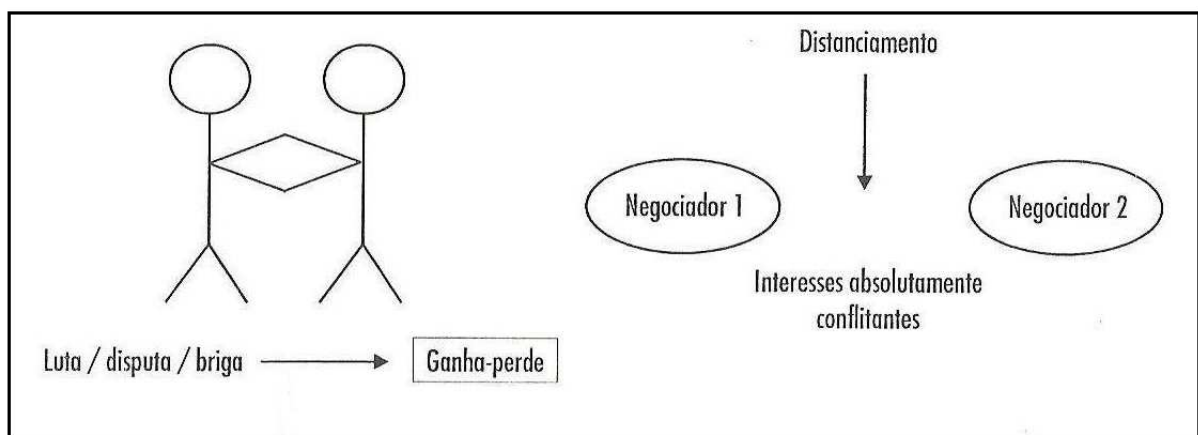 Distanciamento
Negociador 1
Negociador 2
Interesses absolutamente
conflitantes
Luta / disputa / briga
Ganha-perde